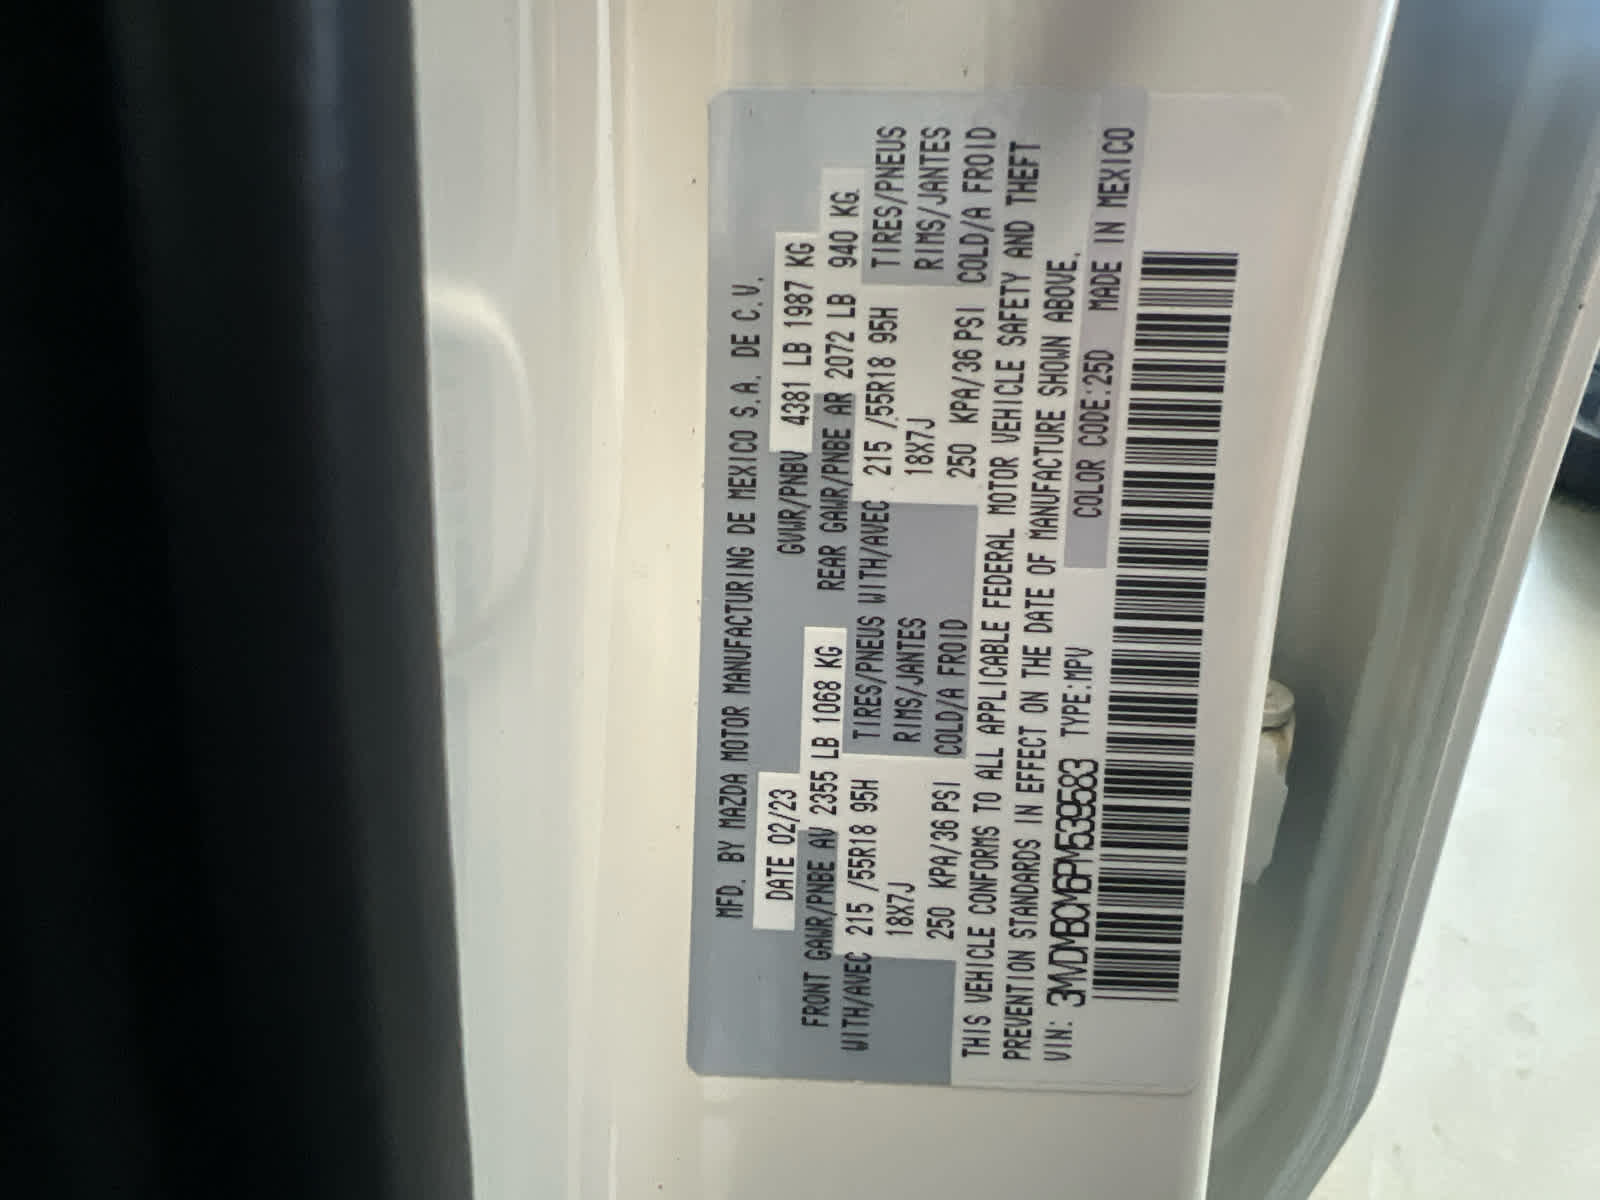 MFD. BY MAZDA MOTOR MANUFACTURING DE MEXICO S.A. DE C.V.
DATE 02/23 GVWR/PNBV 4381 LB 1987 KG
FRONT GAWR/PNBE AV 2355 LB 1068 KG REAR GAWR/PNBE AR 2072 LB 940 KG
WITH/AVEC 215 /55R18 95H TIRES/PNEUS WITH/AVEC 215 /55R18 95H TIRES/PNEUS
18X7J RIMS/JANTES 18X7J RIMS/JANTES
250 KPA/36 PSI COLD/A FROID 250 KPA/36 PSI COLD/A FROID
THIS VEHICLE CONFORMS TO ALL APPLICABLE FEDERAL MOTOR VEHICLE SAFETY AND THEFT
PREVENTION STANDARDS IN EFFECT ON THE DATE OF MANUFACTURE SHOWN ABOVE.
VIN: 3MVDMBCM6PM539583 TYPE:MPV COLOR CODE:25D MADE IN MEXICO